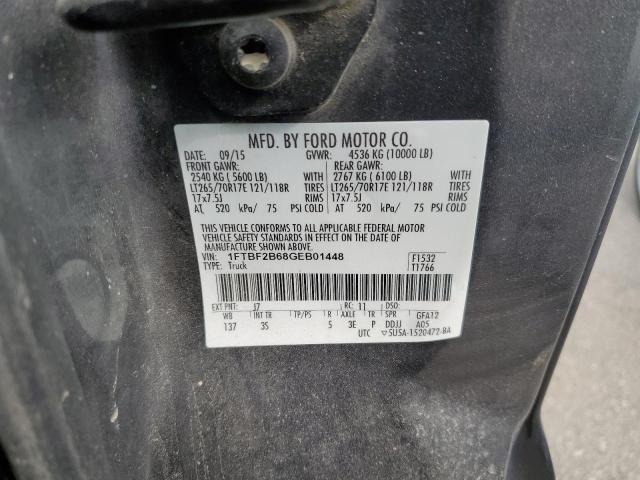 MFD. BY FORD MOTOR CO.
DATE: 09/15 GVWR: 4536 KG (10000 LB)
FRONT GAWR: REAR GAWR:
2540 KG ( 5600 LB) WITH 2767 KG ( 6100 LB) WITH
LT265/70R17E 121/118R TIRES LT265/70R17E 121/118R TIRES
17x7.5J RIMS 17x7.5J RIMS
AT 520 kPa/ 75 PSI COLD AT 520 kPa/ 75 PSI COLD
THIS VEHICLE CONFORMS TO ALL APPLICABLE FEDERAL MOTOR
VEHICLE SAFETY AND THEFT PREVENTION STANDARDS IN EFFECT ON THE DATE OF
MANUFACTURE SHOWN ABOVE.
VIN: 1FTBF2B68GEB01448 F1532
TYPE: Truck T1766
EXT PNT: J7 RC: 11 DSO:
WB INT TR TP/PS R AXLE TR SPR GFA12
137 3S 5 3E P DDJJ A05
UTC ▽5U5A-1520472-BA